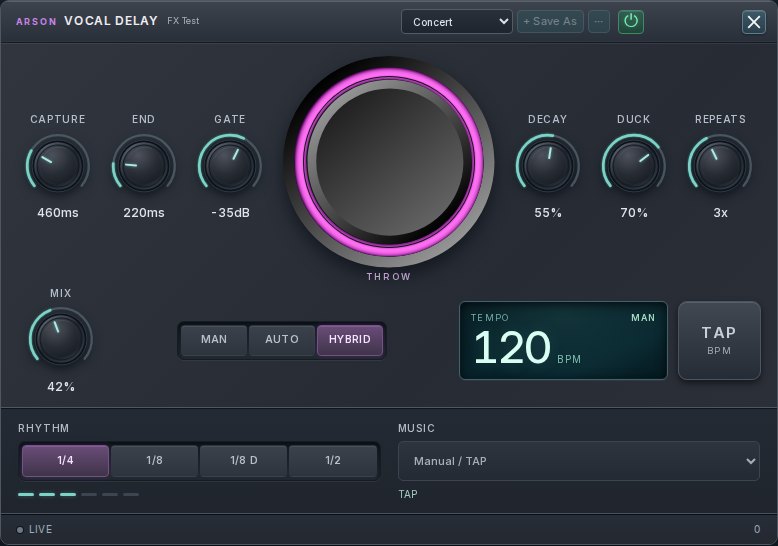 ARSON VOCAL DELAY FX Test Concert + Save As ...
CAPTURE END GATE DECAY DUCK REPEATS
460ms 220ms -35dB 55% 70% 3x
THROW
MIX
42%
MAN AUTO HYBRID
TEMPO MAN
120 BPM
TAP
BPM
RHYTHM MUSIC
1/4 1/8 1/8 D 1/2 Manual / TAP
TAP
LIVE 0